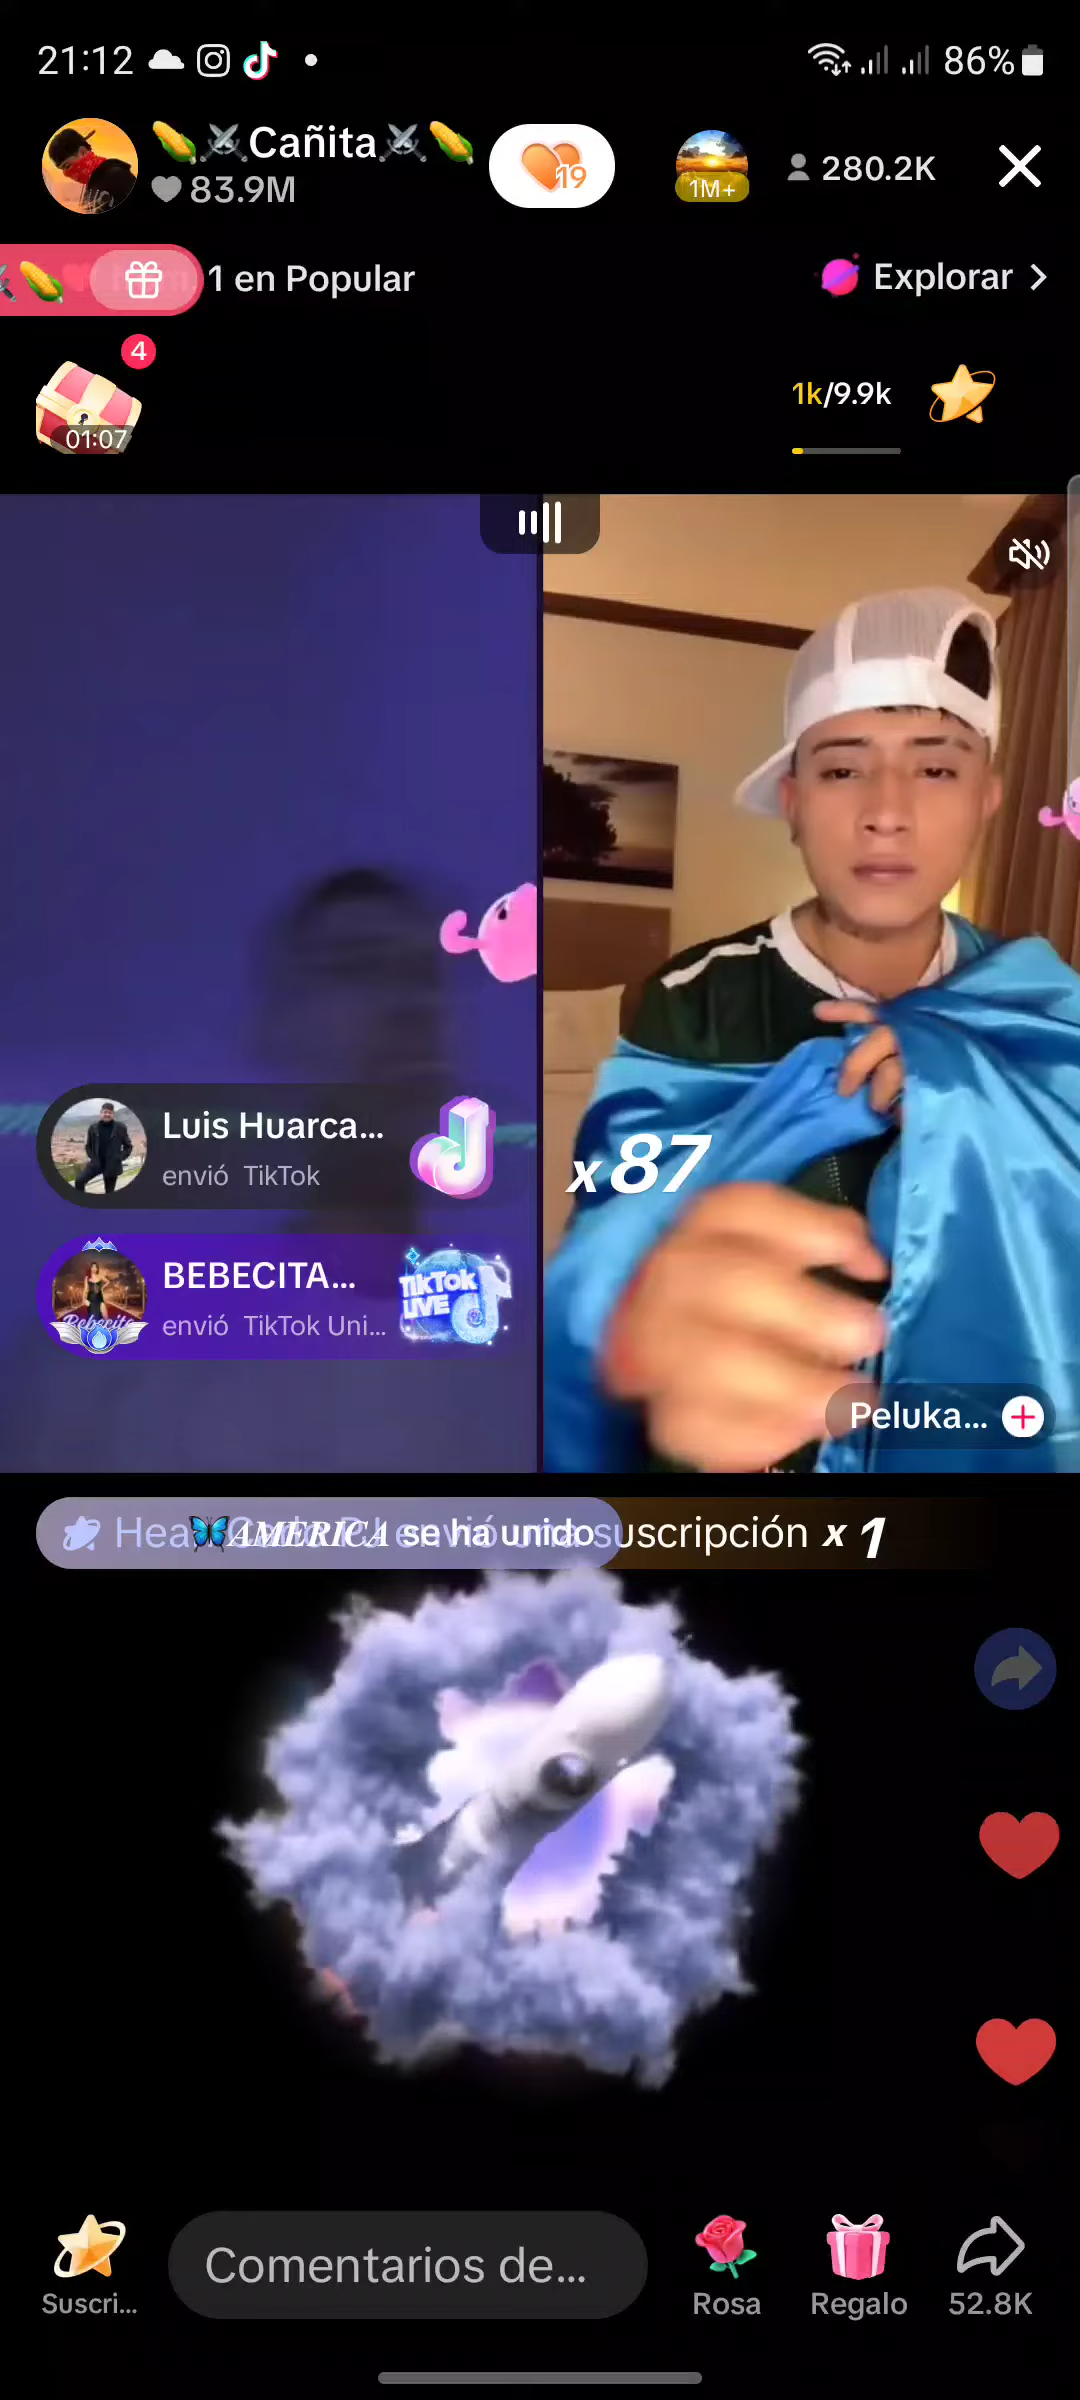 21:12
86%
🌽⚔️Cañita⚔️🌽
83.9M
19
1M+
280.2K
1 en Popular
Explorar >
4
01:07
1k/9.9k
Luis Huarca...
envió TikTok
BEBECITA...
envió TikTok Uni...
TikTok LIVE
x87
Peluka...
🦋AMERICA se ha unido
envió una suscripción x 1
Suscri...
Comentarios de...
Rosa
Regalo
52.8K